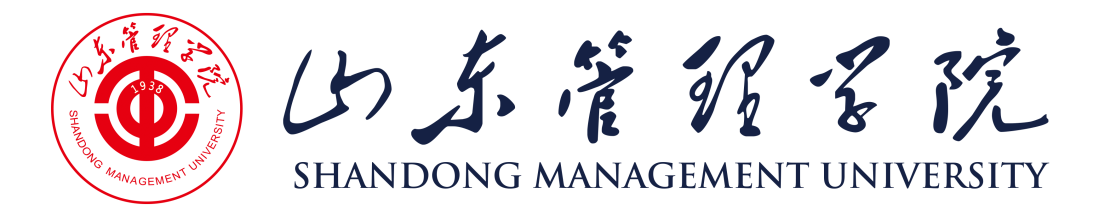 山东管理学院
1938
SHANDONG MANAGEMENT UNIVERSITY
山东管理学院
SHANDONG MANAGEMENT UNIVERSITY